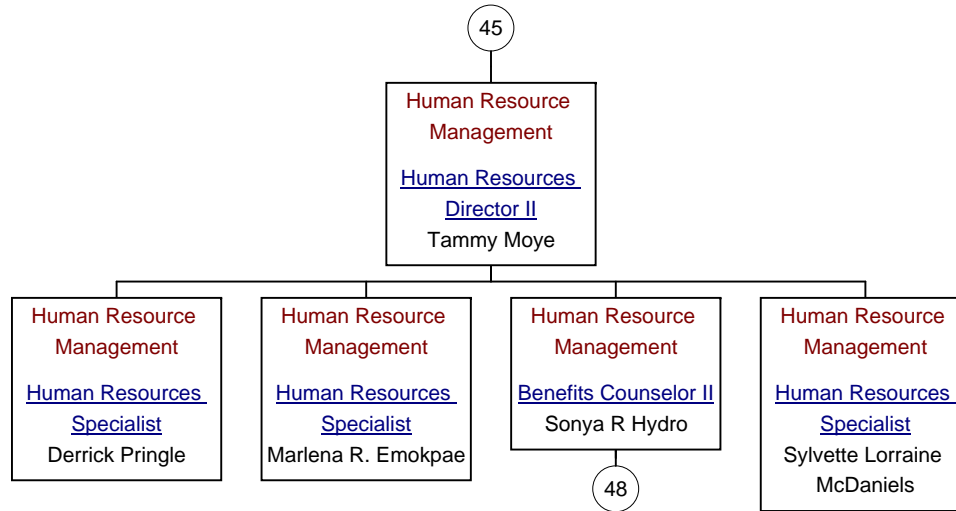 45
Human Resource
Management
Human Resources
Director II
Tammy Moye
Human Resource
Management
Human Resources
Specialist
Derrick Pringle
Human Resource
Management
Human Resources
Specialist
Marlena R. Emokpae
Human Resource
Management
Benefits Counselor II
Sonya R Hydro
48
Human Resource
Management
Human Resources
Specialist
Sylvette Lorraine
McDaniels